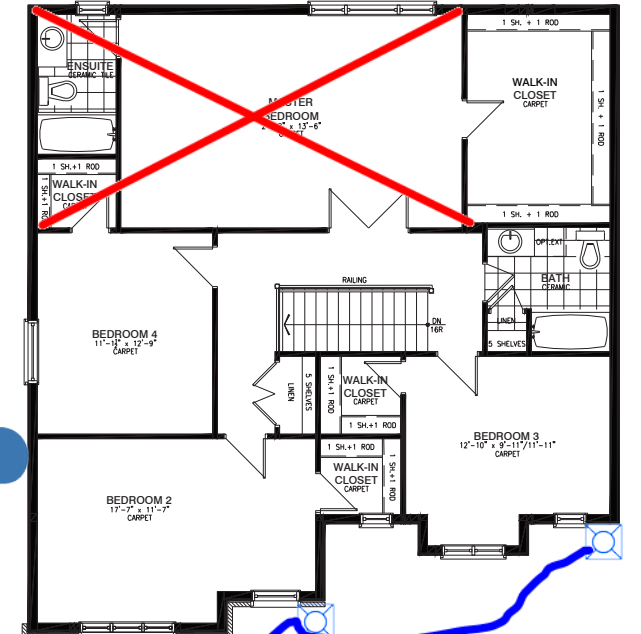 1 SH. + 1 ROD
ENSUITE
CERAMIC TILE
WALK-IN
CLOSET
CARPET
1 SH. + 1 ROD
MASTER
BEDROOM
x 13'-6"
1 SH.+1 ROD
WALK-IN
CLOSET
1 SH.+1 ROD
1 SH. + 1 ROD
OPT.EXT
BATH
CERAMIC
RAILING
LINEN
5 SHELVES
DN
16R
BEDROOM 4
x 12'-9"
CARPET
LINEN
5 SHELVES
1 SH.+1 ROD
WALK-IN
CLOSET
CARPET
1 SH.+1 ROD
BEDROOM 3
12'-10" x 9'-11"/11'-11"
CARPET
1 SH.+1 ROD
WALK-IN
CLOSET
CARPET
1 SH.+1 ROD
BEDROOM 2
17'-7" x 11'-7"
CARPET